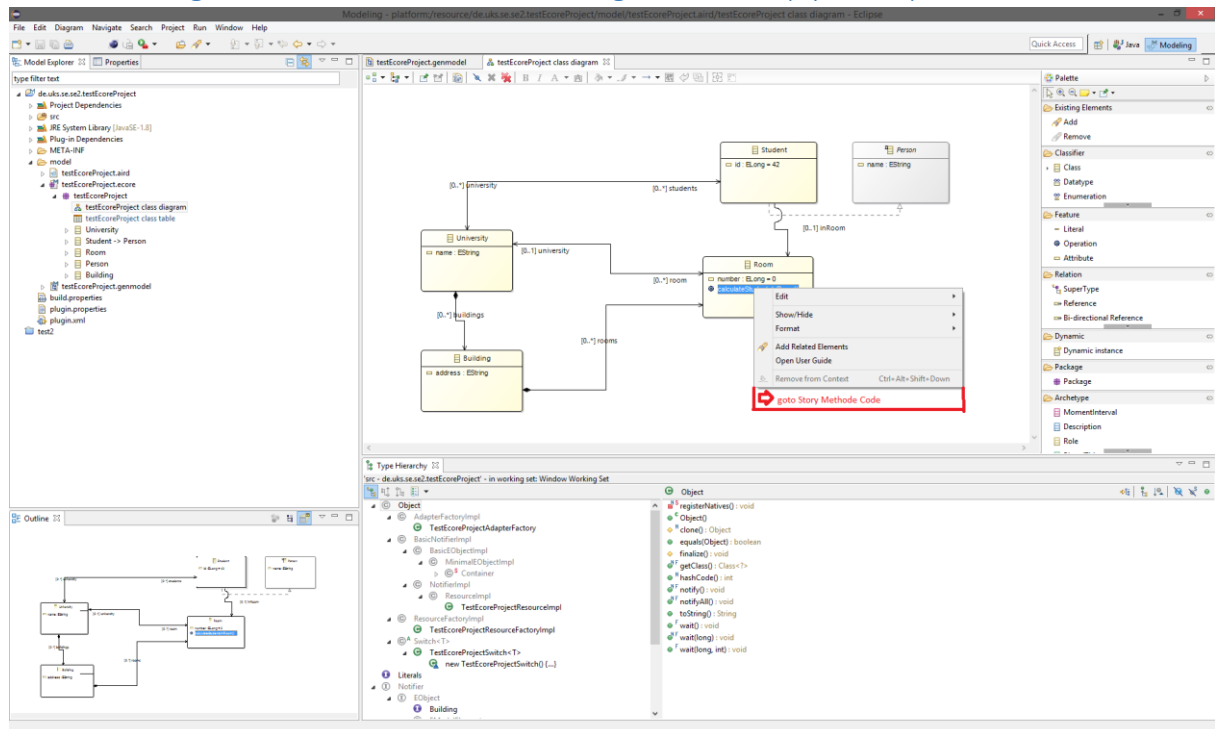 Modeling - platform:/resource/de.uks.se.se2.testEcoreProject/model/testEcoreProject.aird/testEcoreProject class diagram - Eclipse
File Edit Diagram Navigate Search Project Run Window Help
Quick Access
Java
Modeling
Model Explorer
Properties
type filter text
de.uks.se.se2.testEcoreProject
Project Dependencies
src
JRE System Library [JavaSE-1.8]
Plug-in Dependencies
META-INF
model
testEcoreProject.aird
testEcoreProject.ecore
testEcoreProject
testEcoreProject class diagram
testEcoreProject class table
University
Student -> Person
Room
Person
Building
testEcoreProject.genmodel
build.properties
plugin.properties
plugin.xml
test2
testEcoreProject.genmodel
testEcoreProject class diagram
Student
id : ELong = 42
Person
name : EString
[0..*] university
[0..*] students
[0..1] inRoom
University
name : EString
[0..1] university
[0..*] room
Room
number : ELong = 0
[0..*] buildings
[0..*] rooms
Building
address : EString
Edit
Show/Hide
Format
Add Related Elements
Open User Guide
Remove from Context Ctrl+Alt+Shift+Down
goto Story Methode Code
Palette
Existing Elements
Add
Remove
Classifier
Class
Datatype
Enumeration
Feature
Literal
Operation
Attribute
Relation
SuperType
Reference
Bi-directional Reference
Dynamic
Dynamic instance
Package
Package
Archetype
MomentInterval
Description
Role
Outline
Type Hierarchy
'src - de.uks.se.se2.testEcoreProject' - in working set: Window Working Set
Object
AdapterFactoryImpl
TestEcoreProjectAdapterFactory
BasicNotifierImpl
BasicEObjectImpl
MinimalEObjectImpl
Container
NotifierImpl
ResourceImpl
TestEcoreProjectResourceImpl
ResourceFactoryImpl
TestEcoreProjectResourceFactoryImpl
Switch<T>
TestEcoreProjectSwitch<T>
new TestEcoreProjectSwitch() {...}
Literals
Notifier
EObject
Building
Object
registerNatives() : void
Object()
clone() : Object
equals(Object) : boolean
finalize() : void
getClass() : Class<?>
hashCode() : int
notify() : void
notifyAll() : void
toString() : String
wait() : void
wait(long) : void
wait(long, int) : void